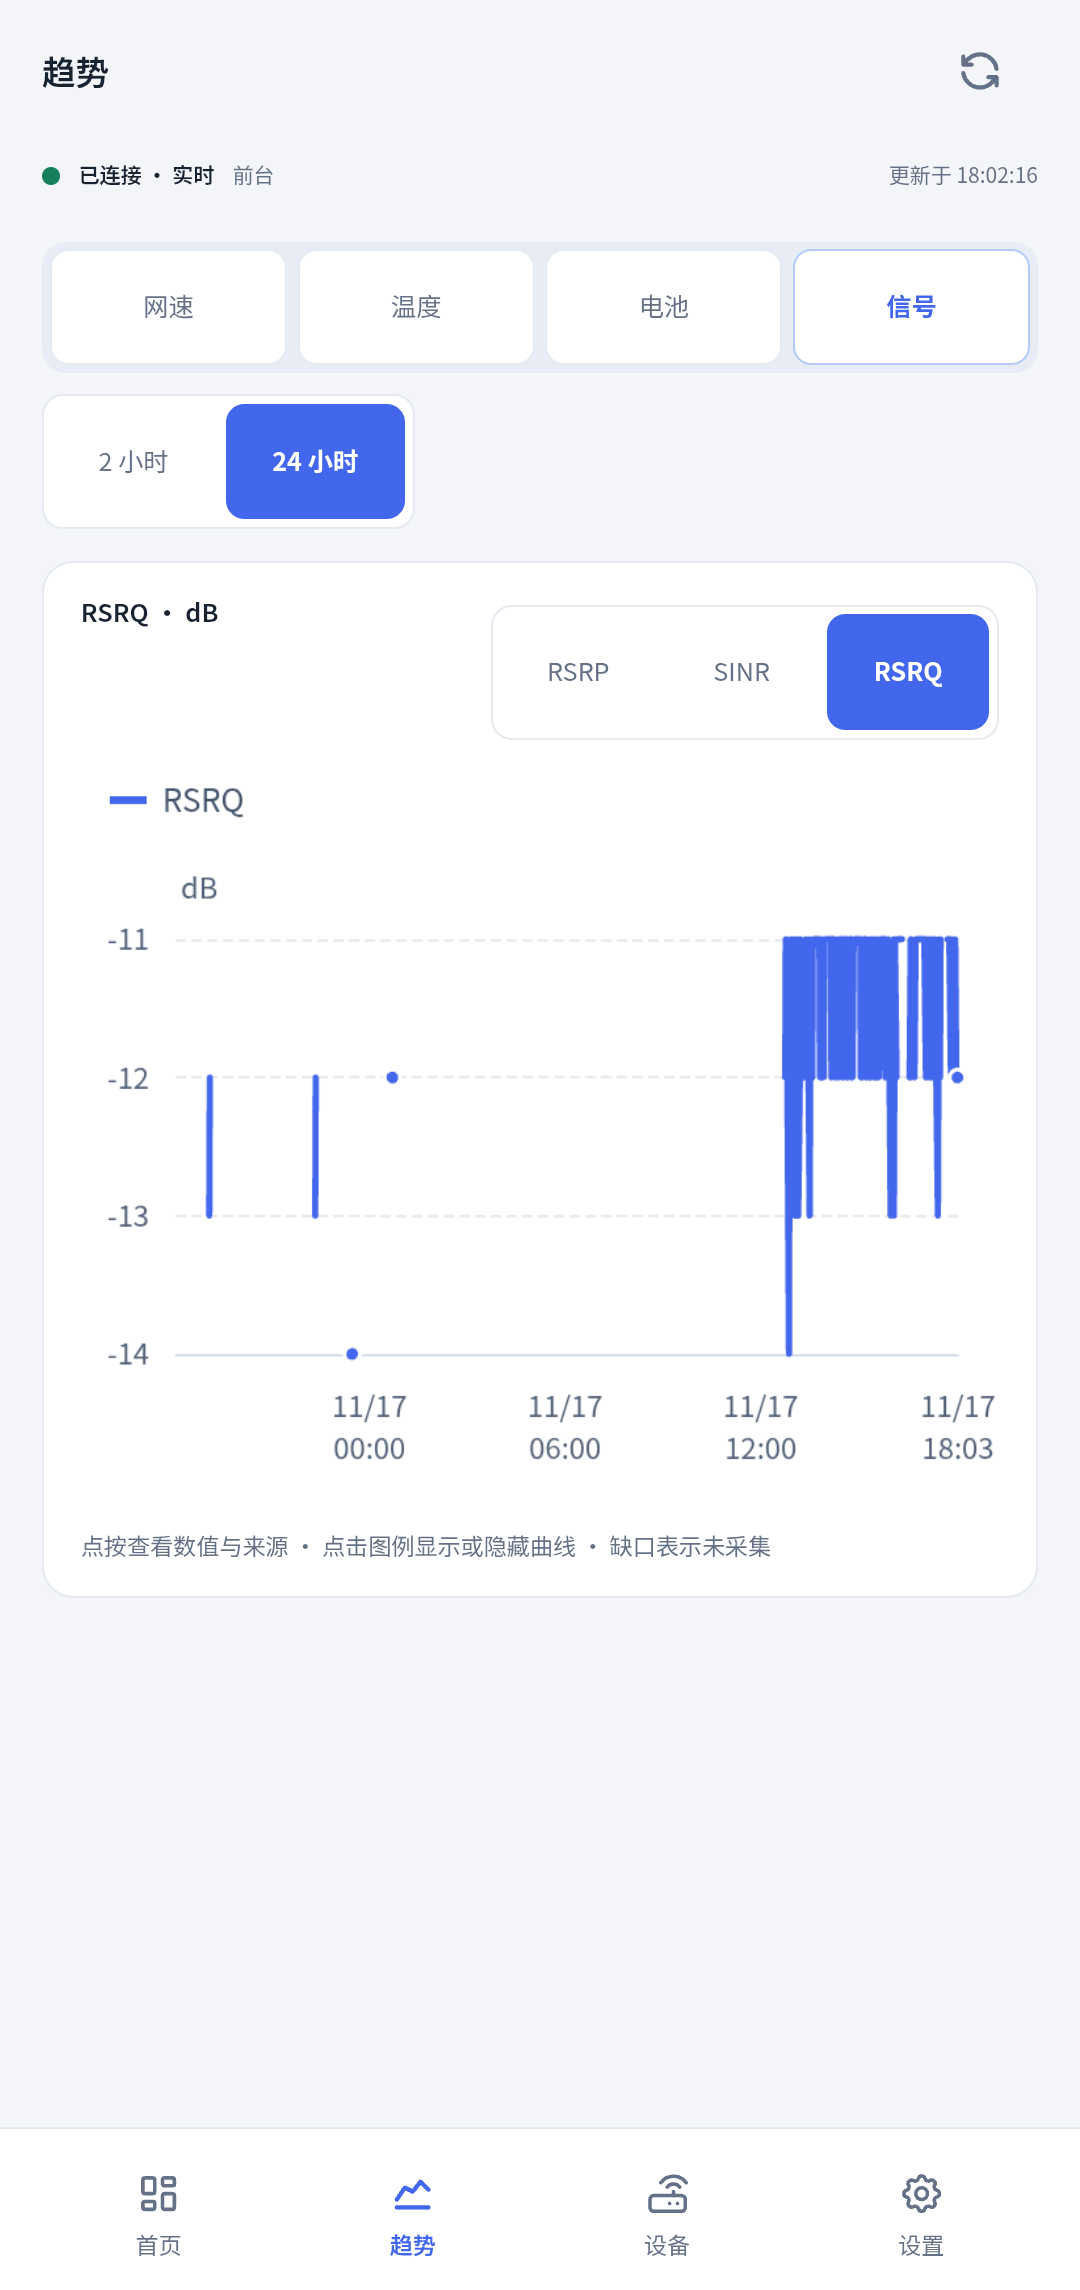 趋势
已连接 · 实时 前台 更新于 18:02:16
网速 温度 电池 信号
2 小时 24 小时
RSRQ · dB
RSRP SINR RSRQ
RSRQ
dB
-11
-12
-13
-14
11/17 11/17 11/17 11/17
00:00 06:00 12:00 18:03
点按查看数值与来源 · 点击图例显示或隐藏曲线 · 缺口表示未采集
首页 趋势 设备 设置